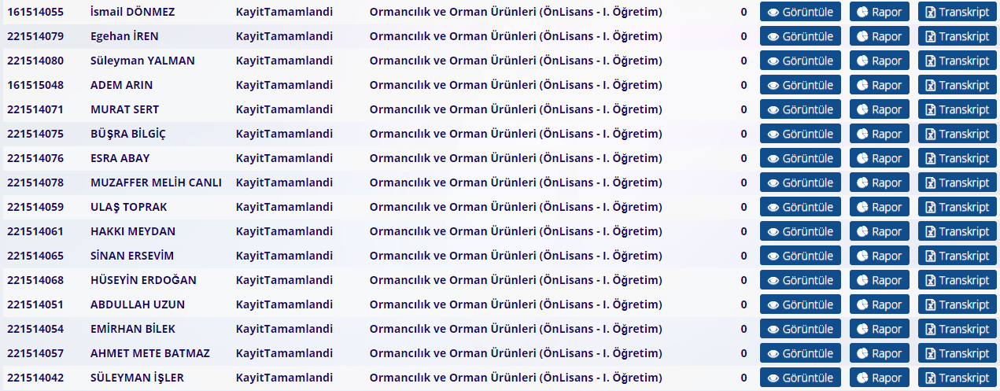 161514055 İsmail DÖNMEZ KayitTamamlandi Ormancılık ve Orman Ürünleri (ÖnLisans - I. Öğretim) 0 Görüntüle Rapor Transkript
221514079 Egehan İREN KayitTamamlandi Ormancılık ve Orman Ürünleri (ÖnLisans - I. Öğretim) 0 Görüntüle Rapor Transkript
221514080 Süleyman YALMAN KayitTamamlandi Ormancılık ve Orman Ürünleri (ÖnLisans - I. Öğretim) 0 Görüntüle Rapor Transkript
161515048 ADEM ARIN KayitTamamlandi Ormancılık ve Orman Ürünleri (ÖnLisans - I. Öğretim) 0 Görüntüle Rapor Transkript
221514071 MURAT SERT KayitTamamlandi Ormancılık ve Orman Ürünleri (ÖnLisans - I. Öğretim) 0 Görüntüle Rapor Transkript
221514075 BÜŞRA BİLGİÇ KayitTamamlandi Ormancılık ve Orman Ürünleri (ÖnLisans - I. Öğretim) 0 Görüntüle Rapor Transkript
221514076 ESRA ABAY KayitTamamlandi Ormancılık ve Orman Ürünleri (ÖnLisans - I. Öğretim) 0 Görüntüle Rapor Transkript
221514078 MUZAFFER MELİH CANLI KayitTamamlandi Ormancılık ve Orman Ürünleri (ÖnLisans - I. Öğretim) 0 Görüntüle Rapor Transkript
221514059 ULAŞ TOPRAK KayitTamamlandi Ormancılık ve Orman Ürünleri (ÖnLisans - I. Öğretim) 0 Görüntüle Rapor Transkript
221514061 HAKKI MEYDAN KayitTamamlandi Ormancılık ve Orman Ürünleri (ÖnLisans - I. Öğretim) 0 Görüntüle Rapor Transkript
221514065 SİNAN ERSEVİM KayitTamamlandi Ormancılık ve Orman Ürünleri (ÖnLisans - I. Öğretim) 0 Görüntüle Rapor Transkript
221514068 HÜSEYİN ERDOĞAN KayitTamamlandi Ormancılık ve Orman Ürünleri (ÖnLisans - I. Öğretim) 0 Görüntüle Rapor Transkript
221514051 ABDULLAH UZUN KayitTamamlandi Ormancılık ve Orman Ürünleri (ÖnLisans - I. Öğretim) 0 Görüntüle Rapor Transkript
221514054 EMİRHAN BİLEK KayitTamamlandi Ormancılık ve Orman Ürünleri (ÖnLisans - I. Öğretim) 0 Görüntüle Rapor Transkript
221514057 AHMET METE BATMAZ KayitTamamlandi Ormancılık ve Orman Ürünleri (ÖnLisans - I. Öğretim) 0 Görüntüle Rapor Transkript
221514042 SÜLEYMAN İŞLER KayitTamamlandi Ormancılık ve Orman Ürünleri (ÖnLisans - I. Öğretim) 0 Görüntüle Rapor Transkript